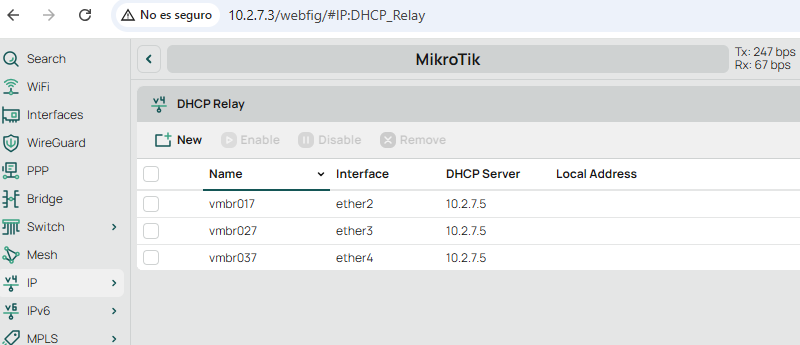 No es seguro 10.2.7.3/webfig/#IP:DHCP_Relay
Search
WiFi
Interfaces
WireGuard
PPP
Bridge
Switch
Mesh
IP
IPv6
MPLS
MikroTik
Tx: 247 bps
Rx: 67 bps
v4 DHCP Relay
New Enable Disable Remove
Name Interface DHCP Server Local Address
vmbr017 ether2 10.2.7.5
vmbr027 ether3 10.2.7.5
vmbr037 ether4 10.2.7.5